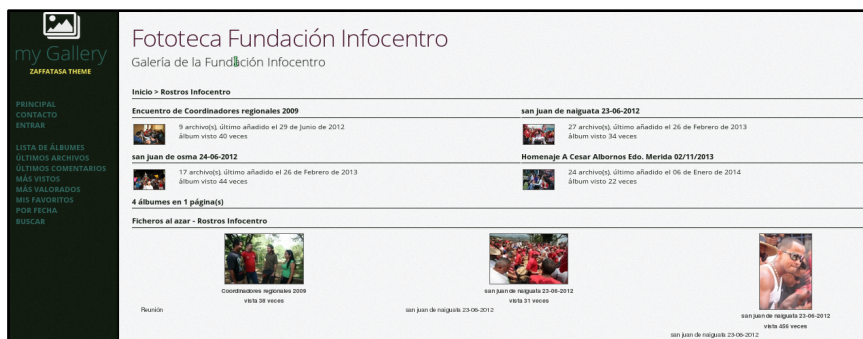 my Gallery
ZAFFATASA THEME
PRINCIPAL
CONTACTO
ENTRAR
LISTA DE ÁLBUMES
ÚLTIMOS ARCHIVOS
ÚLTIMOS COMENTARIOS
MÁS VISTOS
MÁS VALORADOS
MIS FAVORITOS
POR FECHA
BUSCAR
Fototeca Fundación Infocentro
Galería de la Fundación Infocentro
Inicio > Rostros Infocentro
Encuentro de Coordinadores regionales 2009
9 archivo(s), último añadido el 29 de Junio de 2012
álbum visto 40 veces
san juan de naiguata 23-06-2012
27 archivo(s), último añadido el 26 de Febrero de 2013
álbum visto 34 veces
san juan de osma 24-06-2012
17 archivo(s), último añadido el 26 de Febrero de 2013
álbum visto 44 veces
Homenaje A Cesar Albornos Edo. Merida 02/11/2013
24 archivo(s), último añadido el 06 de Enero de 2014
álbum visto 22 veces
4 álbumes en 1 página(s)
Ficheros al azar - Rostros Infocentro
Coordinadores regionales 2009
vista 38 veces
Reunión
san juan de naiguata 23-06-2012
vista 31 veces
san juan de naiguata 23-06-2012
san juan de naiguata 23-06-2012
vista 456 veces
san juan de naiguata 23-06-2012